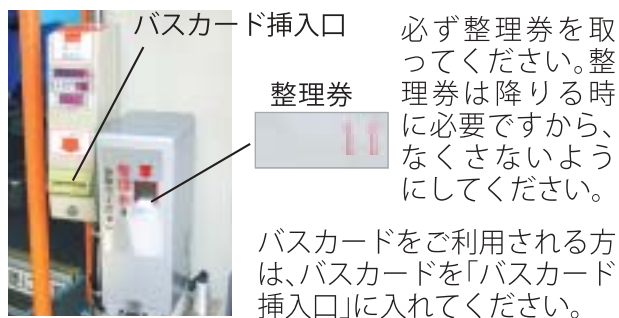 バスカード挿入口
必ず整理券を取
ってください。整
理券は降りる時
に必要ですから、
なくさないよう
にしてください。
整理券
11
バスカードをご利用される方
は、バスカードを「バスカード
挿入口」に入れてください。